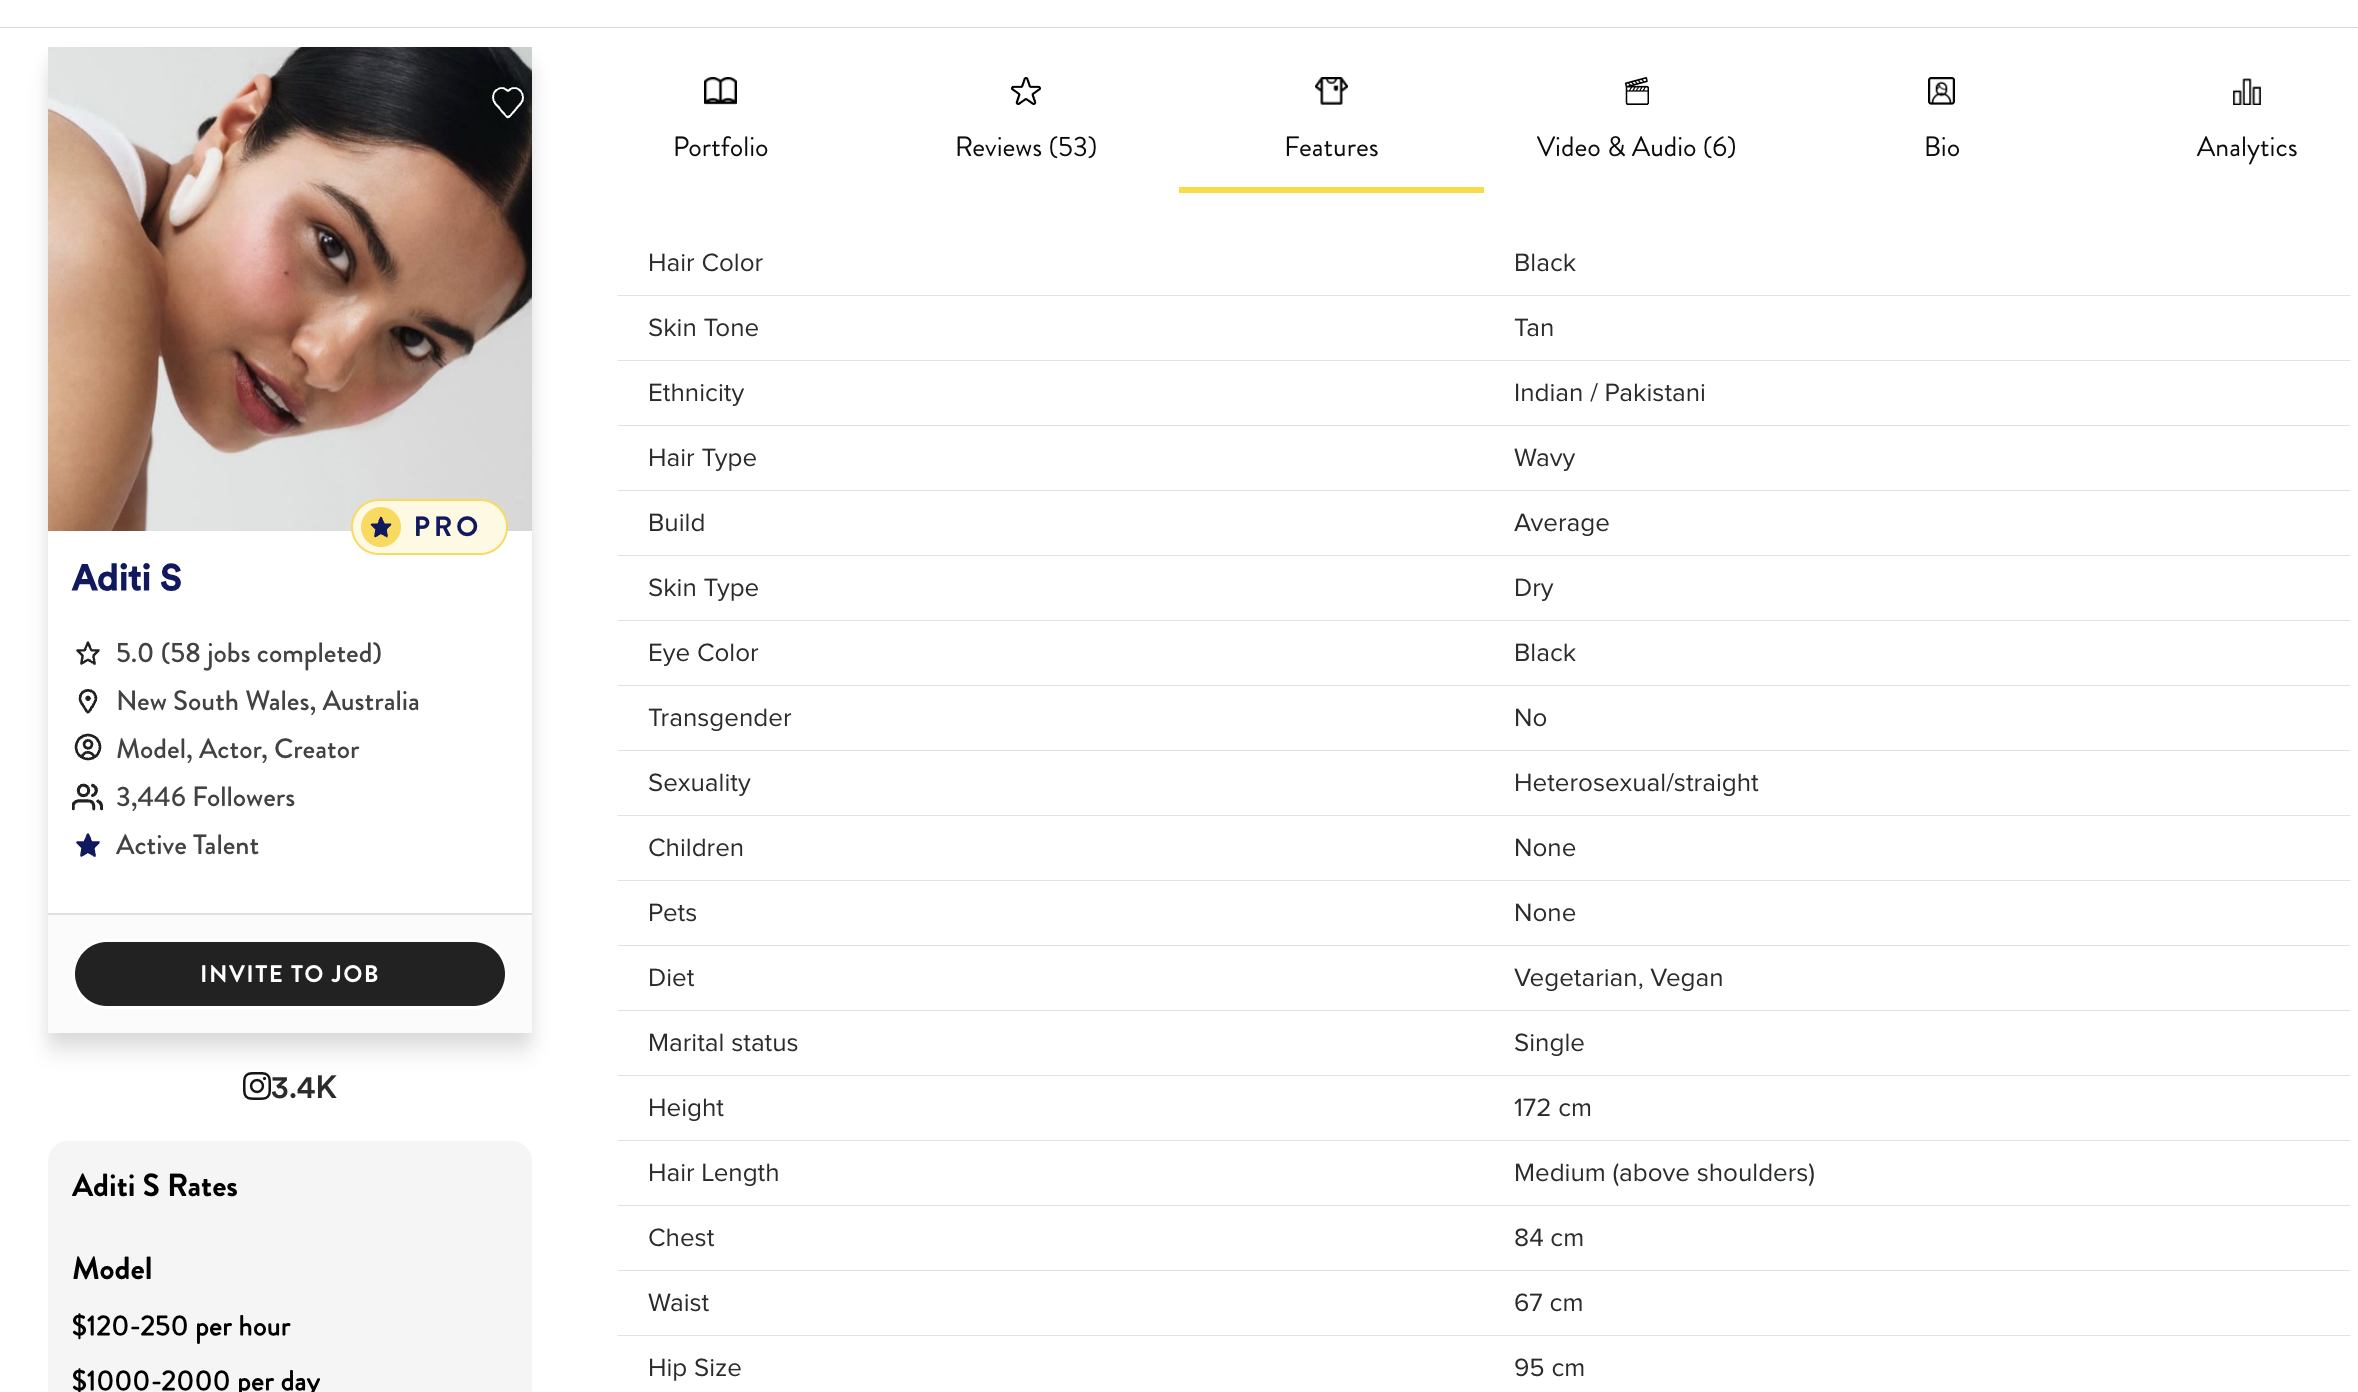 Portfolio
Reviews (53)
Features
Video & Audio (6)
Bio
Analytics
PRO
Aditi S
5.0 (58 jobs completed)
New South Wales, Australia
Model, Actor, Creator
3,446 Followers
Active Talent
INVITE TO JOB
3.4K
Aditi S Rates
Model
$120-250 per hour
$1000-2000 per day
Hair Color Black
Skin Tone Tan
Ethnicity Indian / Pakistani
Hair Type Wavy
Build Average
Skin Type Dry
Eye Color Black
Transgender No
Sexuality Heterosexual/straight
Children None
Pets None
Diet Vegetarian, Vegan
Marital status Single
Height 172 cm
Hair Length Medium (above shoulders)
Chest 84 cm
Waist 67 cm
Hip Size 95 cm